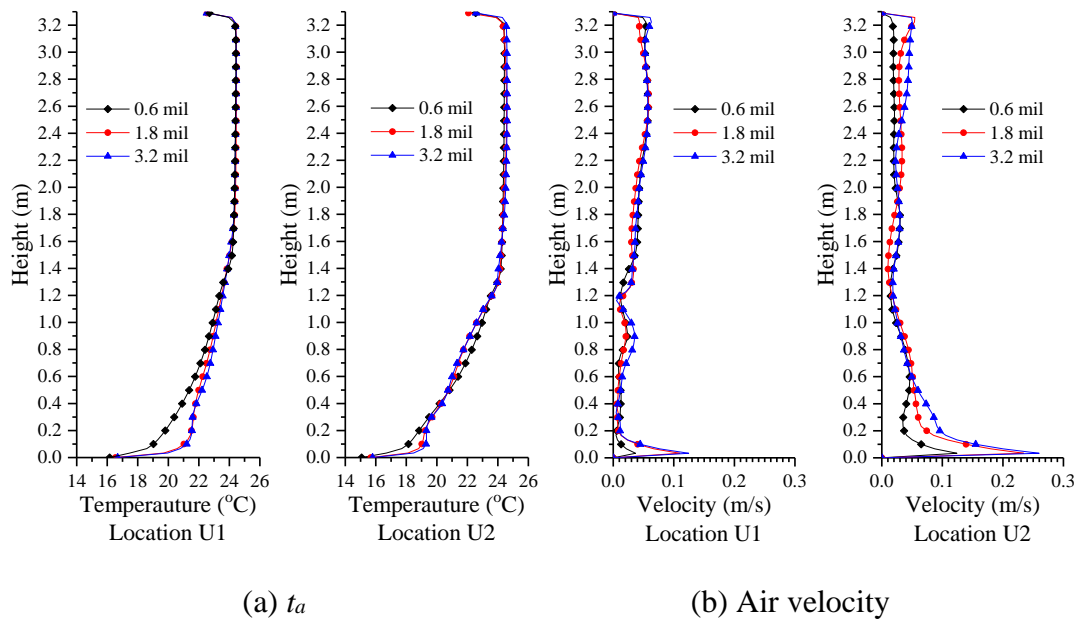 3.2
3.0
2.8
2.6
2.4
2.2
2.0
1.8
1.6
1.4
1.2
1.0
0.8
0.6
0.4
0.2
0.0
Height (m)
0.6 mil
1.8 mil
3.2 mil
14 16 18 20 22 24 26
Temperauture (°C)
Location U1
3.2
3.0
2.8
2.6
2.4
2.2
2.0
1.8
1.6
1.4
1.2
1.0
0.8
0.6
0.4
0.2
0.0
Height (m)
0.6 mil
1.8 mil
3.2 mil
14 16 18 20 22 24 26
Temperauture (°C)
Location U2
3.2
3.0
2.8
2.6
2.4
2.2
2.0
1.8
1.6
1.4
1.2
1.0
0.8
0.6
0.4
0.2
0.0
Height (m)
0.6 mil
1.8 mil
3.2 mil
0.0 0.1 0.2 0.3
Velocity (m/s)
Location U1
3.2
3.0
2.8
2.6
2.4
2.2
2.0
1.8
1.6
1.4
1.2
1.0
0.8
0.6
0.4
0.2
0.0
Height (m)
0.6 mil
1.8 mil
3.2 mil
0.0 0.1 0.2 0.3
Velocity (m/s)
Location U2
(a) ta
(b) Air velocity